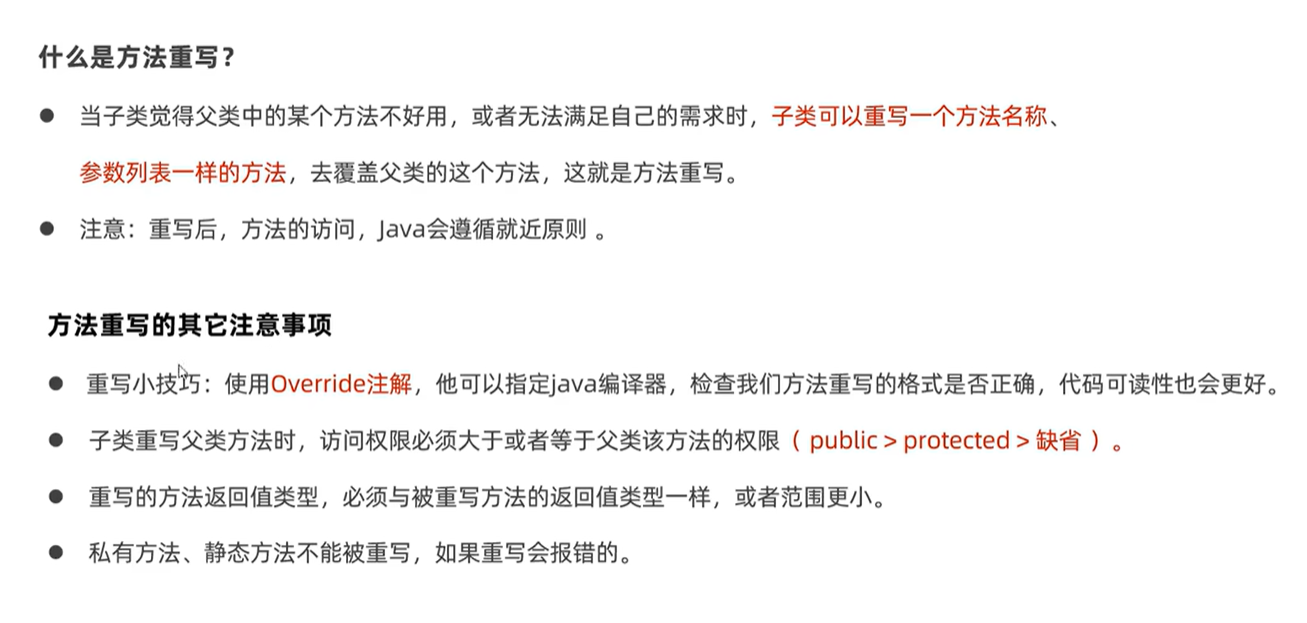 什么是方法重写？
● 当子类觉得父类中的某个方法不好用，或者无法满足自己的需求时，子类可以重写一个方法名称、
参数列表一样的方法，去覆盖父类的这个方法，这就是方法重写。
● 注意：重写后，方法的访问，Java会遵循就近原则 。
方法重写的其它注意事项
● 重写小技巧：使用Override注解，他可以指定java编译器，检查我们方法重写的格式是否正确，代码可读性也会更好。
● 子类重写父类方法时，访问权限必须大于或者等于父类该方法的权限（ public > protected > 缺省 ）。
● 重写的方法返回值类型，必须与被重写方法的返回值类型一样，或者范围更小。
● 私有方法、静态方法不能被重写，如果重写会报错的。